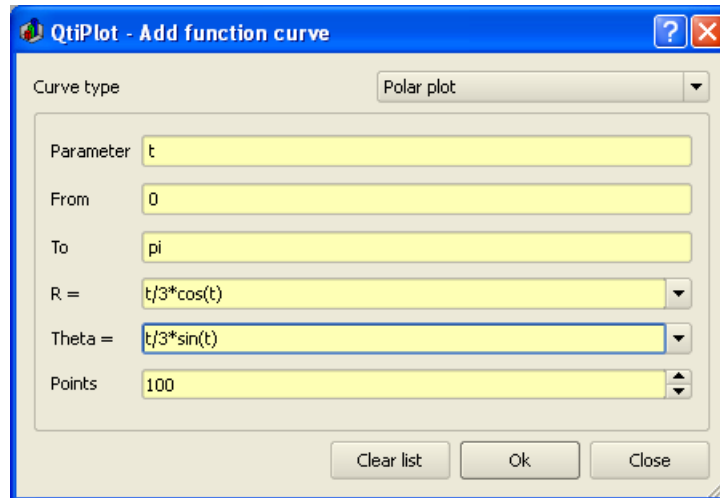 QtiPlot - Add function curve
Curve type Polar plot
Parameter t
From 0
To pi
R = t/3*cos(t)
Theta = t/3*sin(t)
Points 100
Clear list Ok Close